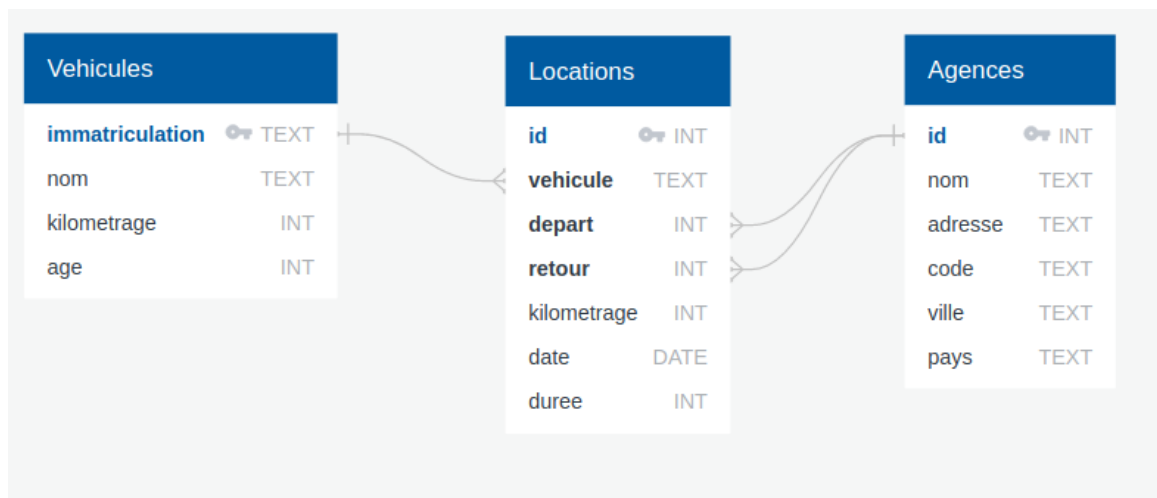 Vehicules
immatriculation TEXT
nom TEXT
kilometrage INT
age INT
Locations
id INT
vehicule TEXT
depart INT
retour INT
kilometrage INT
date DATE
duree INT
Agences
id INT
nom TEXT
adresse TEXT
code TEXT
ville TEXT
pays TEXT